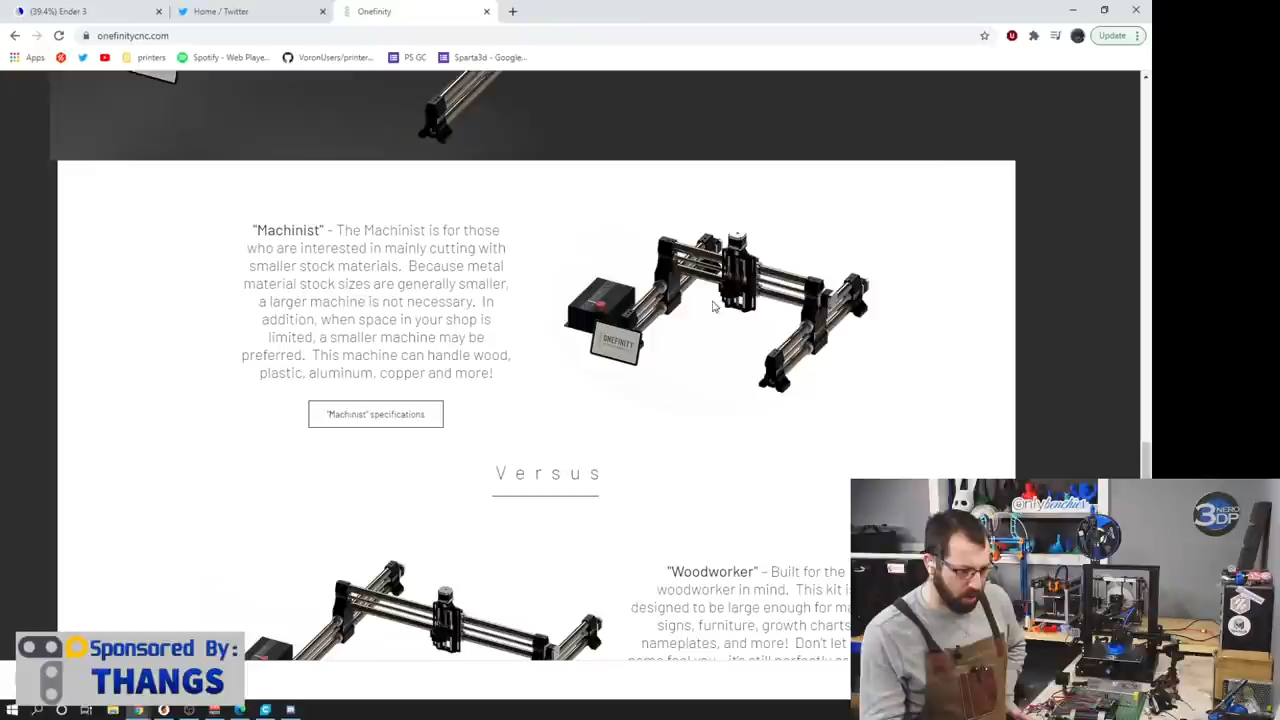 (39.4%) Ender 3
Home / Twitter
Onefinity
onefinitycnc.com
Update
Apps
printers
Spotify - Web Playe...
VoronUsers/printer...
PS GC
Sparta3d - Google...
"Machinist" - The Machinist is for those
who are interested in mainly cutting with
smaller stock materials. Because metal
material stock sizes are generally smaller,
a larger machine is not necessary. In
addition, when space in your shop is
limited, a smaller machine may be
preferred. This machine can handle wood,
plastic, aluminum, copper and more!
ONEFINITY
"Machinist" specifications
Versus
"Woodworker" - Built for the
woodworker in mind. This kit is
designed to be large enough for
signs, furniture, growth charts
nameplates, and more! Don't let
@nlybenchies
NERO
3DP
Sponsored By:
THANGS